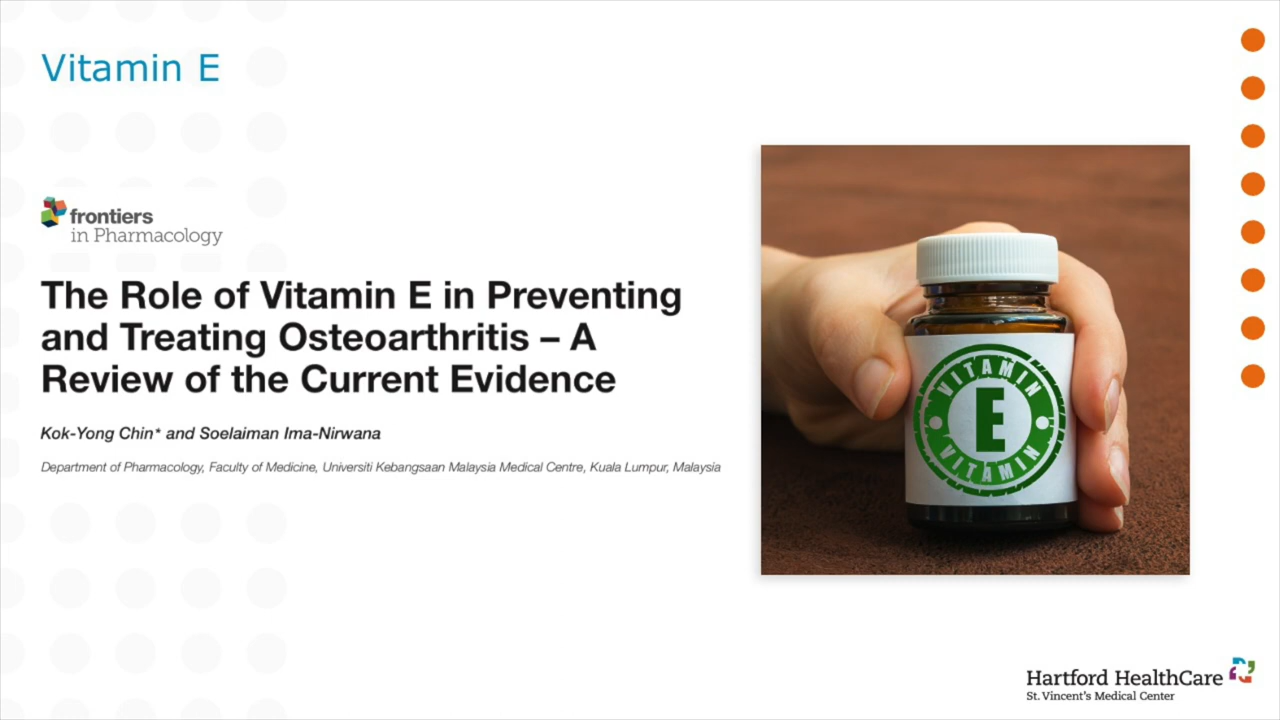 Vitamin E
frontiers
in Pharmacology
The Role of Vitamin E in Preventing
and Treating Osteoarthritis – A
Review of the Current Evidence
Kok-Yong Chin* and Soelaiman Ima-Nirwana
Department of Pharmacology, Faculty of Medicine, Universiti Kebangsaan Malaysia Medical Centre, Kuala Lumpur, Malaysia
VITAMIN
E
VITAMIN
Hartford HealthCare
St. Vincent's Medical Center